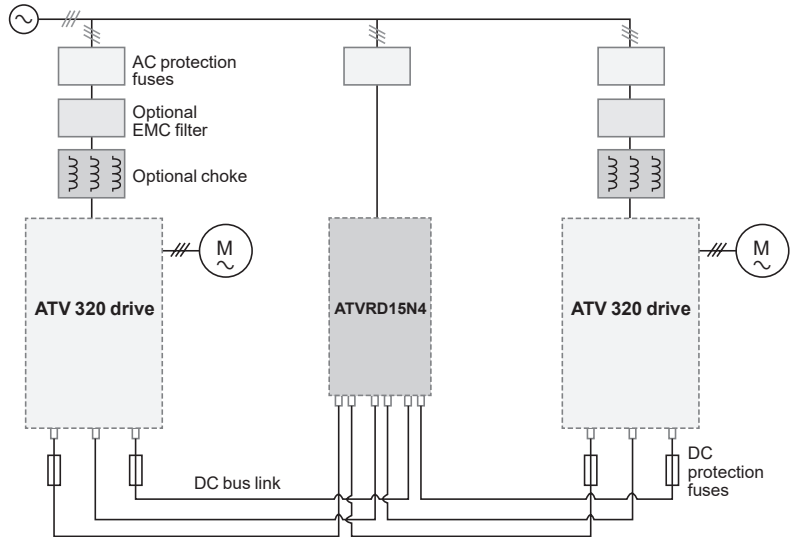 AC protection
fuses
Optional
EMC filter
Optional choke
M
M
ATV 320 drive
ATVRD15N4
ATV 320 drive
DC bus link
DC
protection
fuses